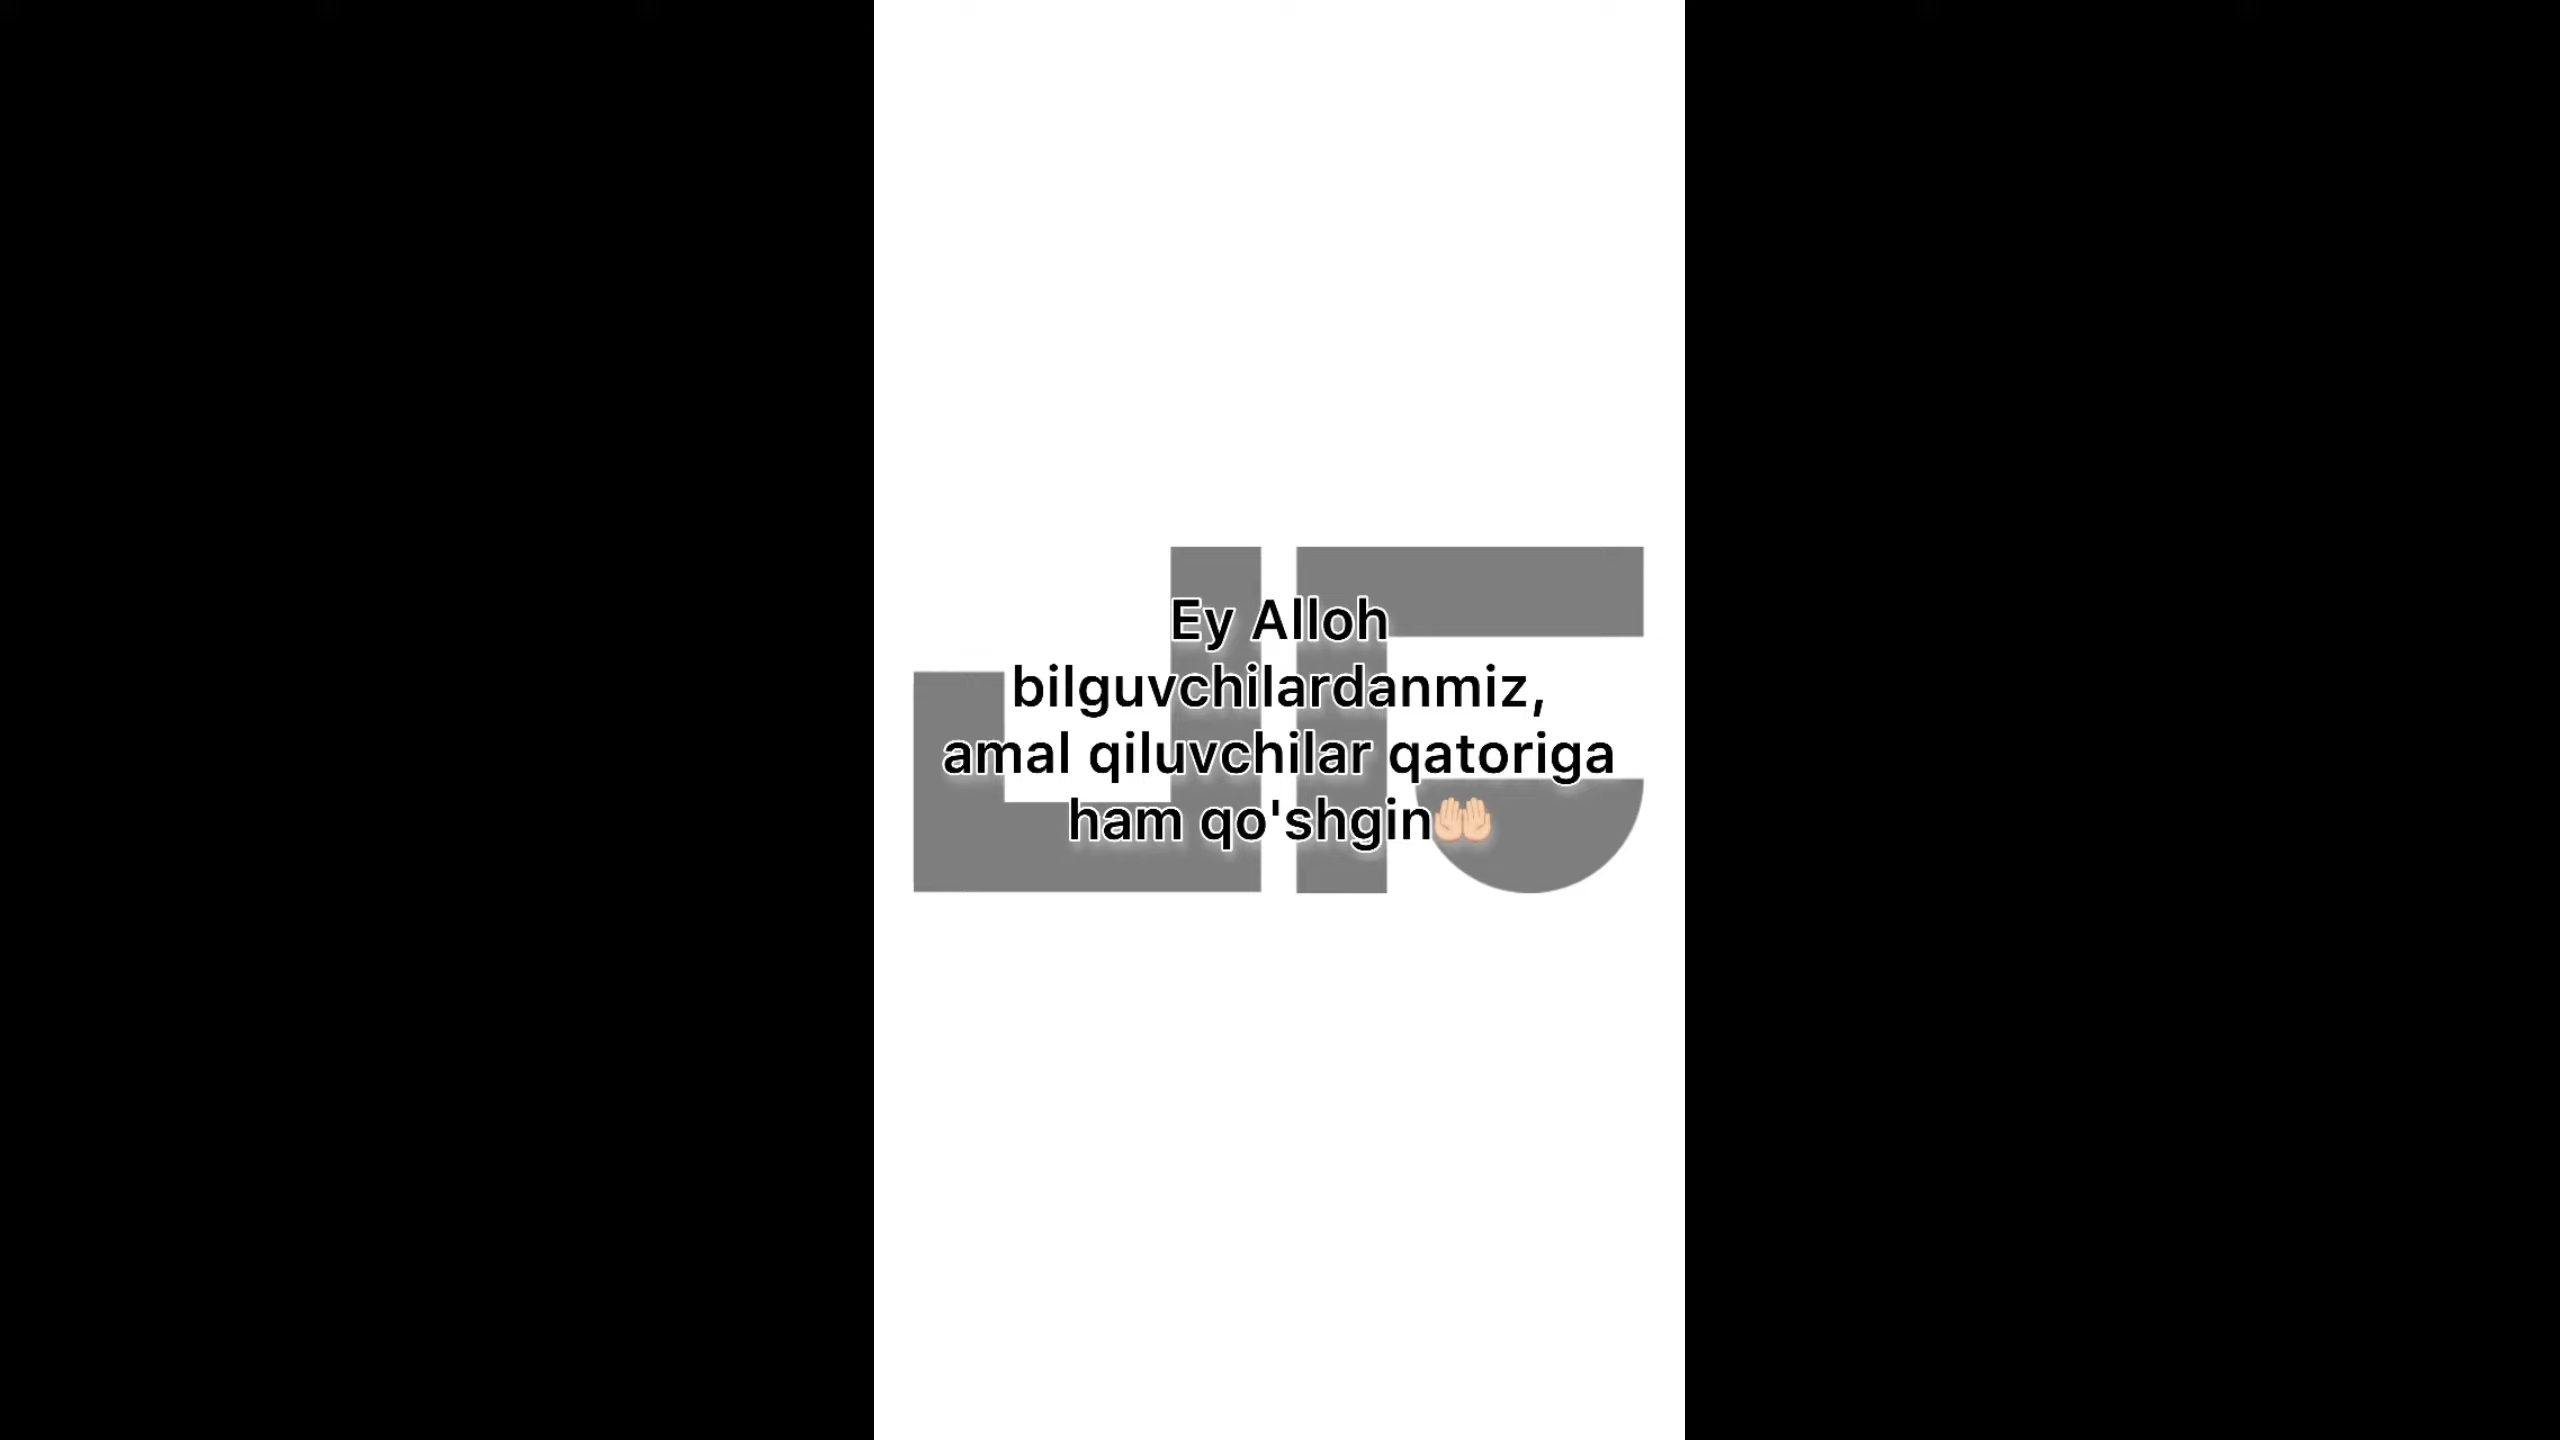 Ey Alloh
bilguvchilardanmiz,
amal qiluvchilar qatoriga
ham qo'shgin🤲🏼